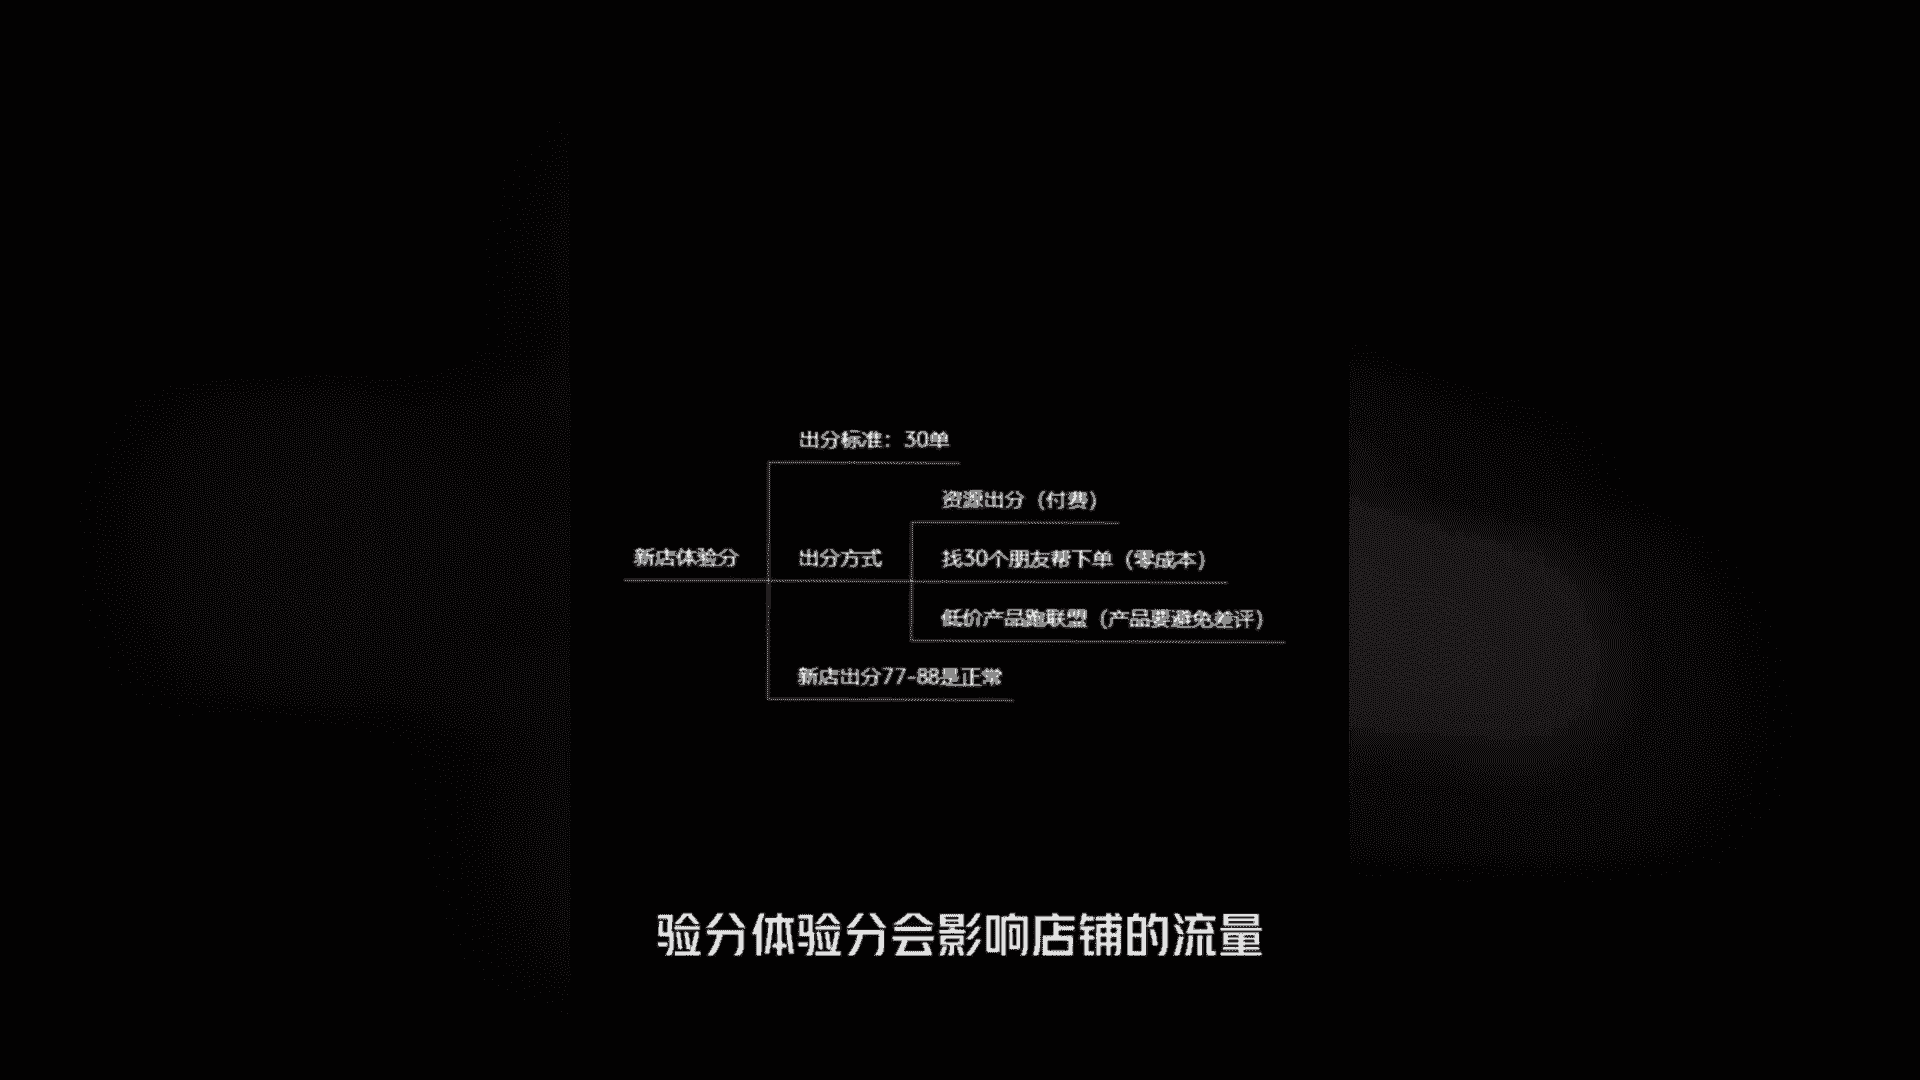 出分标准：30单
资源出分（付费）
新店体验分
出分方式
找30个朋友帮下单（零成本）
低价产品跑联盟（产品要避免差评）
新店出分77-88是正常
验分体验分会影响店铺的流量